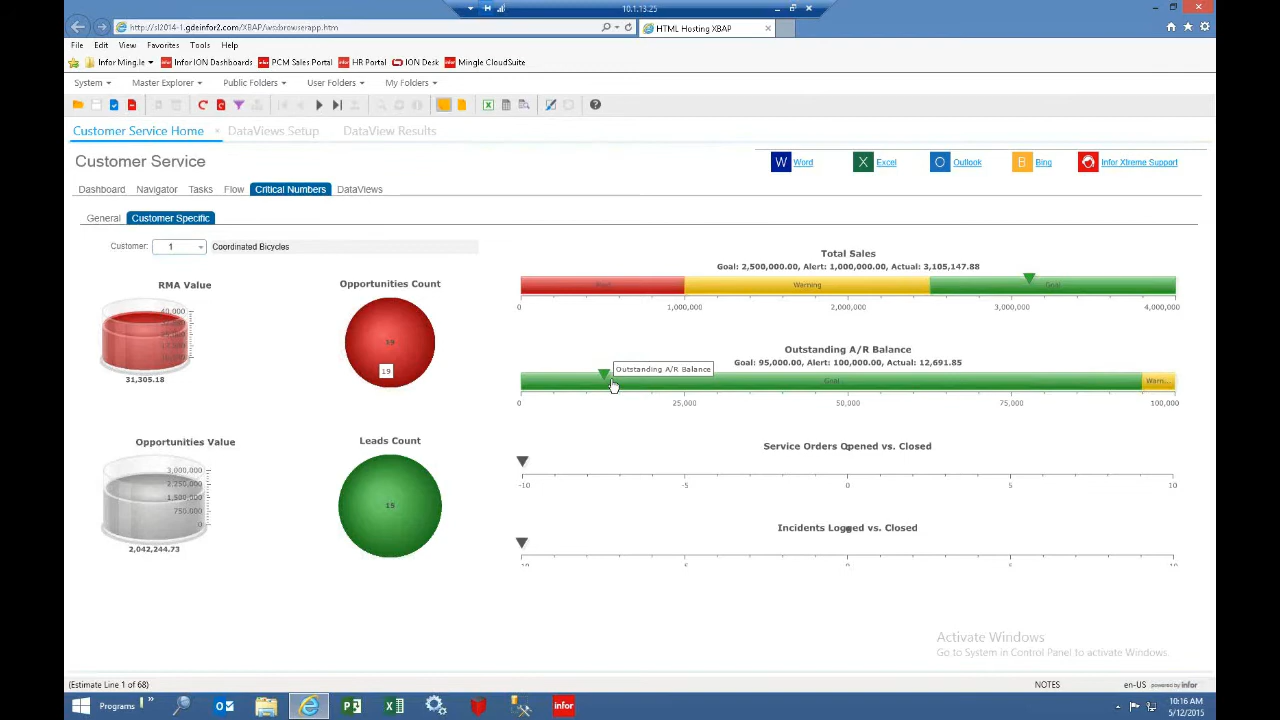 10.1.13.25
http://sl2014-1.gdeinfor2.com/XBAP/wsbrowserapp.htm
HTML Hosting XBAP
File Edit View Favorites Tools Help
Infor Ming.le Infor ION Dashboards PCM Sales Portal HR Portal ION Desk Mingle CloudSuite
System Master Explorer Public Folders User Folders My Folders
Customer Service Home DataViews Setup DataView Results
Customer Service
Word Excel Outlook Bing Infor Xtreme Support
Dashboard Navigator Tasks Flow Critical Numbers DataViews
General Customer Specific
Customer: 1 Coordinated Bicycles
RMA Value
40,000
31,305.18
Opportunities Count
19
Opportunities Value
3,000,000
2,250,000
1,500,000
750,000
0
2,042,244.73
Leads Count
15
Total Sales
Goal: 2,500,000.00, Alert: 1,000,000.00, Actual: 3,105,147.88
Warning Goal
0 1,000,000 2,000,000 3,000,000 4,000,000
Outstanding A/R Balance
Goal: 95,000.00, Alert: 100,000.00, Actual: 12,691.85
Outstanding A/R Balance
Goal Warn...
0 25,000 50,000 75,000 100,000
Service Orders Opened vs. Closed
-10 -5 0 5 10
Incidents Logged vs. Closed
Activate Windows
Go to System in Control Panel to activate Windows.
(Estimate Line 1 of 68) NOTES en-US powered by infor
Programs »
infor
10:16 AM
5/12/2015